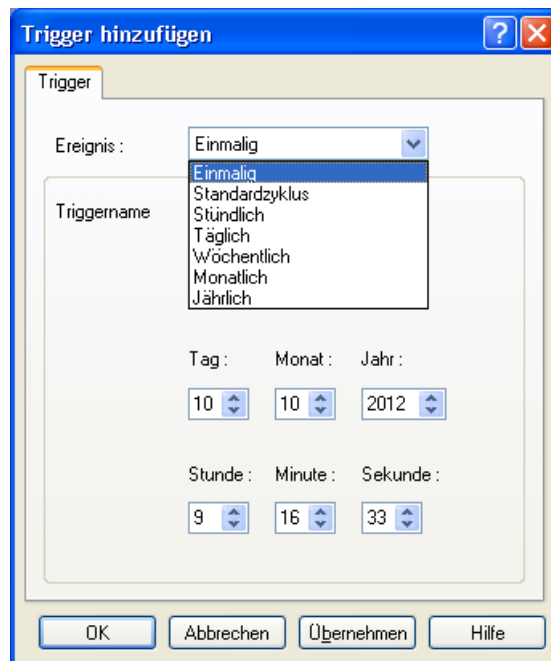 Trigger hinzufügen
Trigger
Ereignis : Einmalig
Einmalig
Standardzyklus
Triggername
Stündlich
Täglich
Wöchentlich
Monatlich
Jährlich
Tag : Monat : Jahr :
10 10 2012
Stunde : Minute : Sekunde :
9 16 33
OK Abbrechen Übernehmen Hilfe